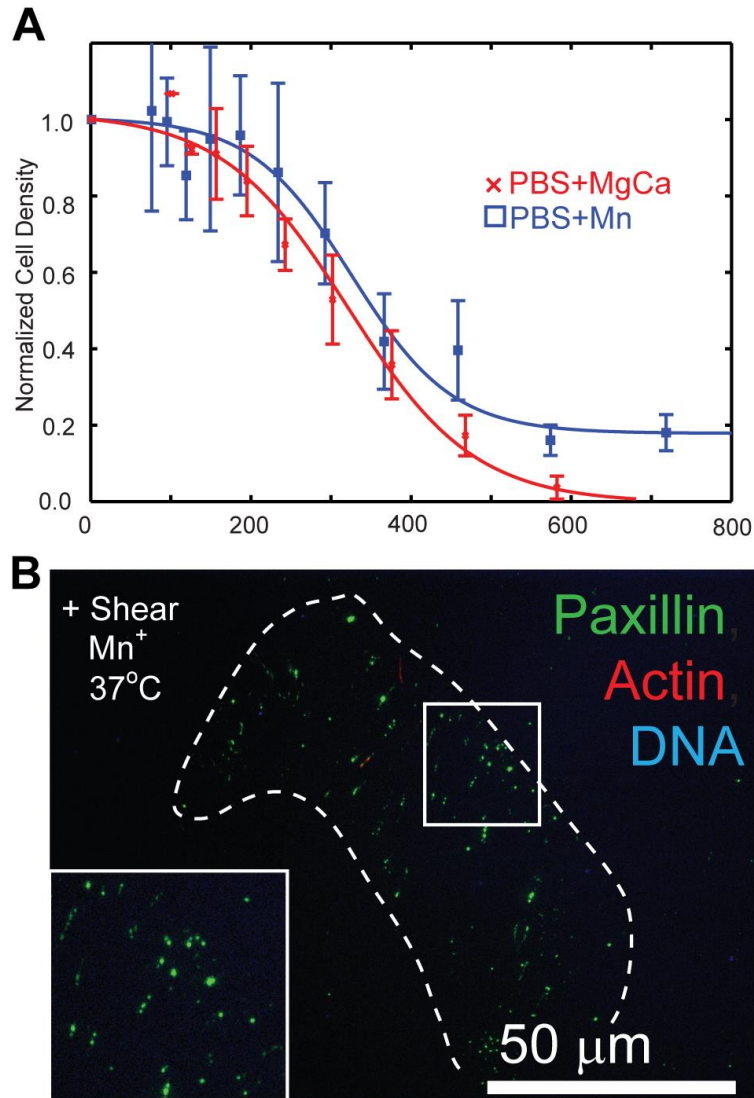 A
Normalized Cell Density
1.0
0.8
0.6
0.4
0.2
0.0
0
200
400
600
800
PBS+MgCa
PBS+Mn
B
+ Shear
Mn+
37°C
Paxillin,
Actin,
DNA
50 μm